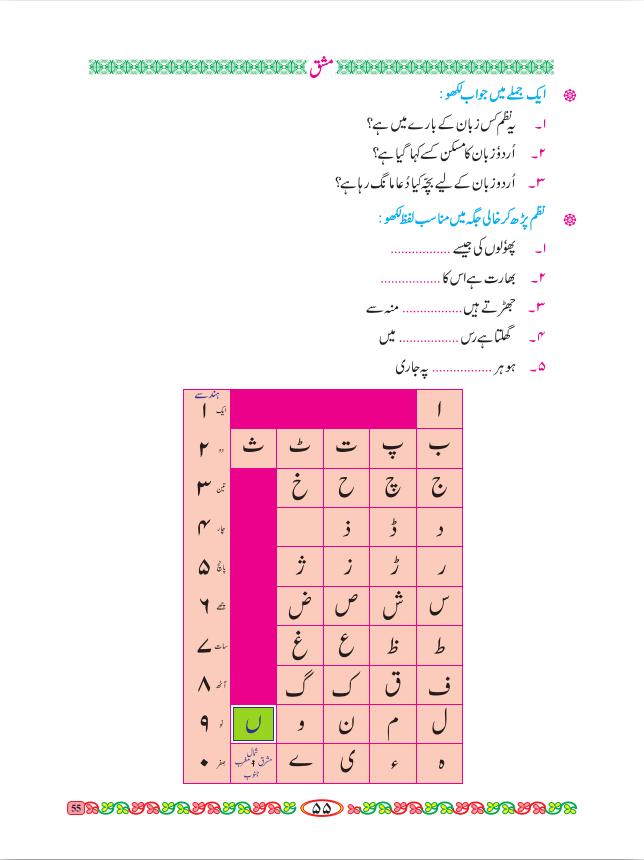 مشق
ایک جملے میں جواب لکھو :
۱۔ یہ نظم کس زبان کے بارے میں ہے؟
۲۔ اُردو زبان کا مسکن کسے کہا گیا ہے؟
۳۔ اُردو زبان کے لیے بچّہ کیا دُعا مانگ رہا ہے؟
نظم پڑھ کر خالی جگہ میں مناسب لفظ لکھو :
۱۔ پھولوں کی جیسے .................
۲۔ بھارت ہے اس کا .................
۳۔ جھڑتے ہیں ................. منہ سے
۴۔ گھلتا ہے رس ................. میں
۵۔ ہو ہر ................. پہ جاری
ہندسے
ا ایک ۱
ب پ ت ٹ ث دو ۲
ج چ ح خ تین ۳
د ڈ ذ چار ۴
ر ڑ ز ژ پانچ ۵
س ش ص ض چھے ۶
ط ظ ع غ سات ۷
ف ق ک گ آٹھ ۸
ل م ن و ں نو ۹
ہ ء ی ے شمال مشرق مغرب جنوب صفر ۰
55 ۵۵